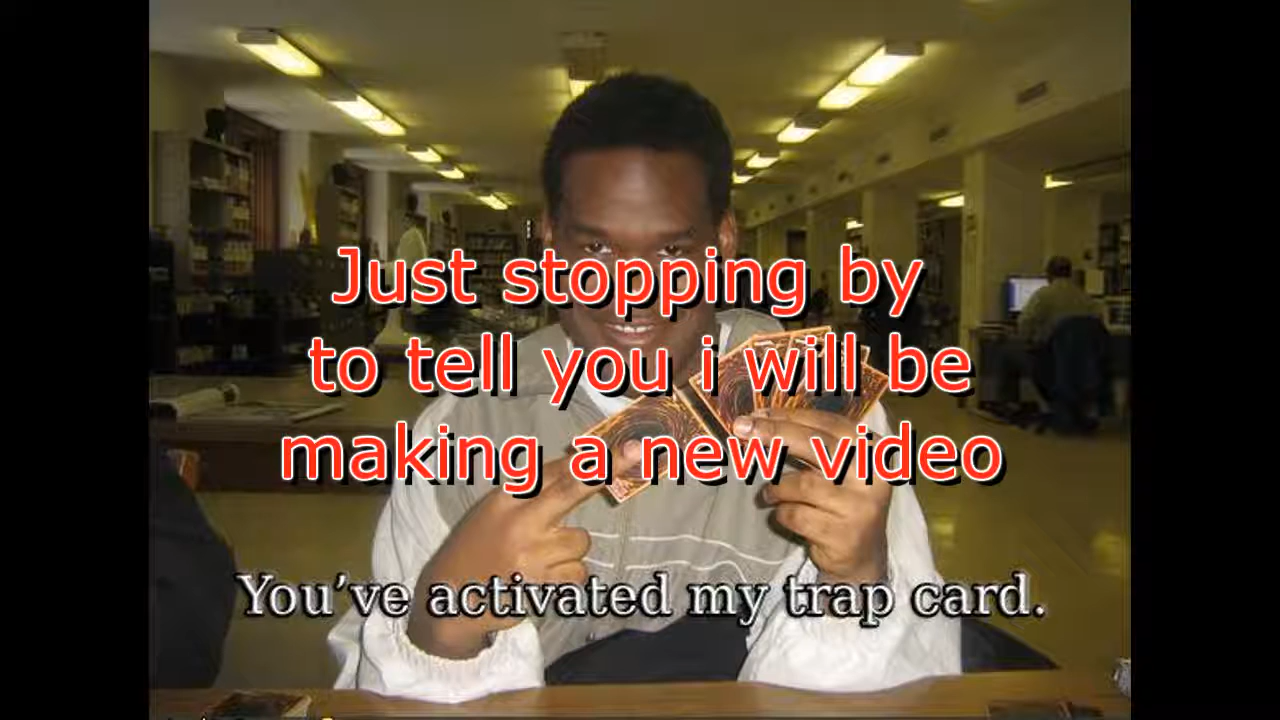 Just stopping by
to tell you i will be
making a new video
You've activated my trap card.